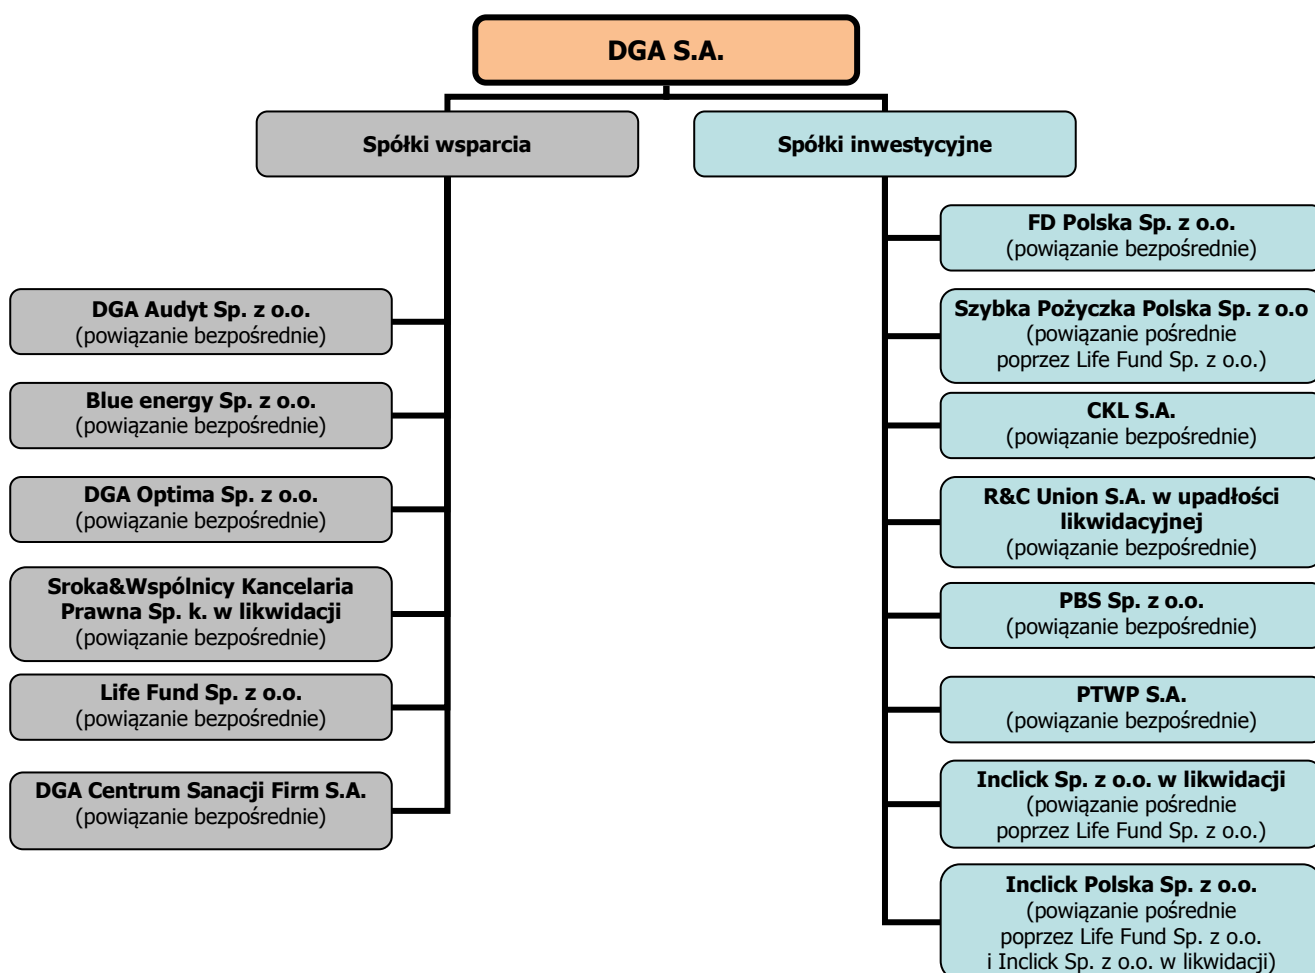 DGA S.A.
Spółki wsparcia
Spółki inwestycyjne
DGA Audyt Sp. z o.o.
(powiązanie bezpośrednie)
Blue energy Sp. z o.o.
(powiązanie bezpośrednie)
DGA Optima Sp. z o.o.
(powiązanie bezpośrednie)
Sroka&Wspólnicy Kancelaria
Prawna Sp. k. w likwidacji
(powiązanie bezpośrednie)
Life Fund Sp. z o.o.
(powiązanie bezpośrednie)
DGA Centrum Sanacji Firm S.A.
(powiązanie bezpośrednie)
FD Polska Sp. z o.o.
(powiązanie bezpośrednie)
Szybka Pożyczka Polska Sp. z o.o
(powiązanie pośrednie
poprzez Life Fund Sp. z o.o.)
CKL S.A.
(powiązanie bezpośrednie)
R&C Union S.A. w upadłości
likwidacyjnej
(powiązanie bezpośrednie)
PBS Sp. z o.o.
(powiązanie bezpośrednie)
PTWP S.A.
(powiązanie bezpośrednie)
Inclick Sp. z o.o. w likwidacji
(powiązanie pośrednie
poprzez Life Fund Sp. z o.o.)
Inclick Polska Sp. z o.o.
(powiązanie pośrednie
poprzez Life Fund Sp. z o.o.
i Inclick Sp. z o.o. w likwidacji)